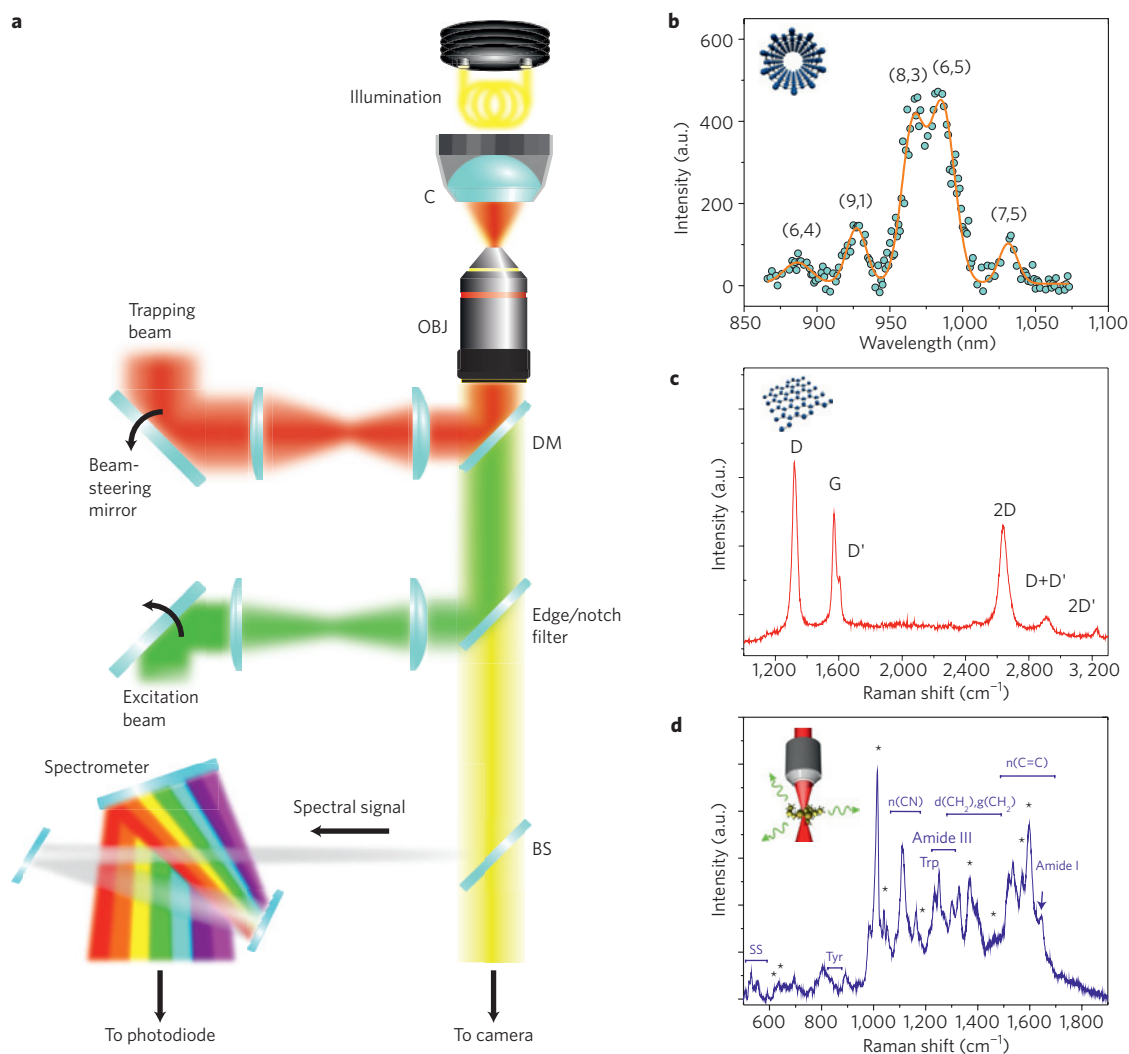 a
Illumination
C
OBJ
Trapping
beam
DM
Beam-
steering
mirror
Edge/notch
filter
Excitation
beam
Spectrometer
Spectral signal
BS
To photodiode
To camera
b
600
400
200
0
Intensity (a.u.)
(6,4)
(9,1)
(8,3)
(6,5)
(7,5)
850
900
950
1,000
1,050
1,100
Wavelength (nm)
c
Intensity (a.u.)
D
G
D'
2D
D+D'
2D'
1,200
1,600
2,000
2,400
2,800
3,200
Raman shift (cm⁻¹)
d
Intensity (a.u.)
SS
*
*
Tyr
*
*
n(CN)
*
Amide III
Trp
d(CH₂),g(CH₂)
*
*
n(C=C)
*
*
Amide I
600
800
1,000
1,200
1,400
1,600
1,800
Raman shift (cm⁻¹)